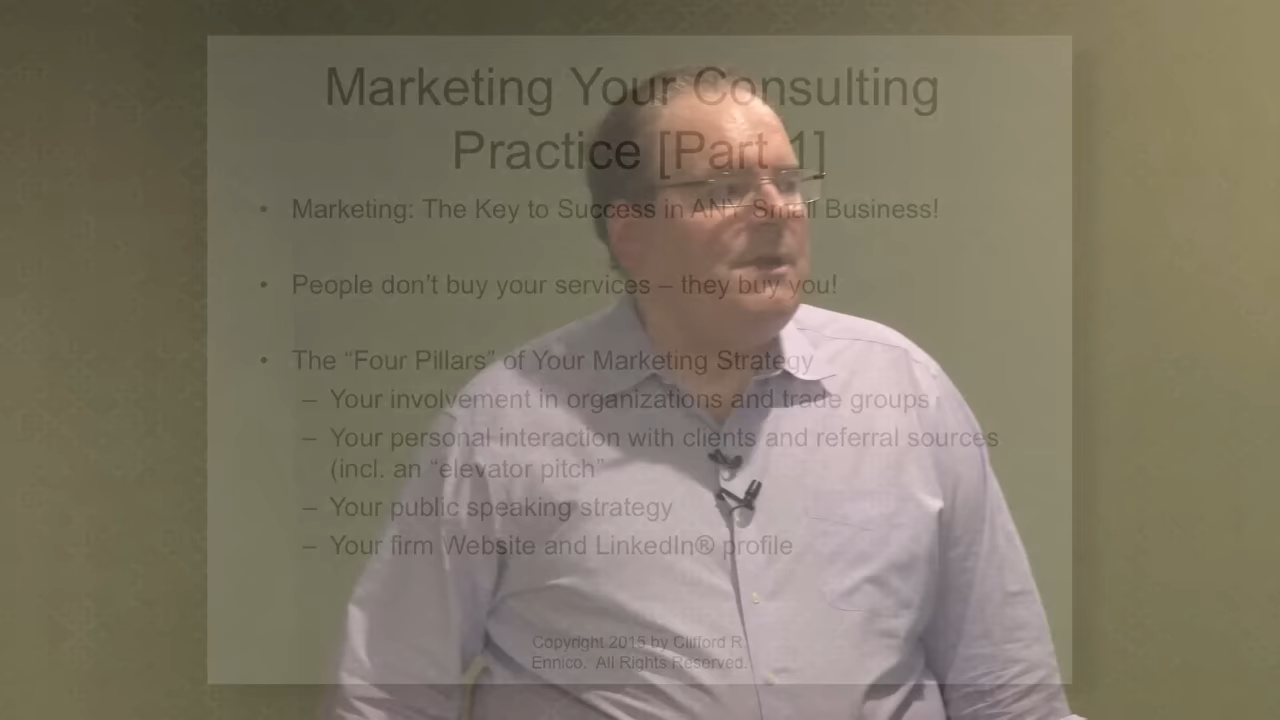 Marketing Your Consulting
Practice [Part 1]
• Marketing: The Key to Success in ANY Small Business!
• People don't buy your services – they buy you!
• The “Four Pillars” of Your Marketing Strategy
– Your involvement in organizations and trade groups
– Your personal interaction with clients and referral sources
(incl. an “elevator pitch”
– Your public speaking strategy
– Your firm Website and LinkedIn® profile
Copyright 2015 by Clifford R.
Ennico. All Rights Reserved.